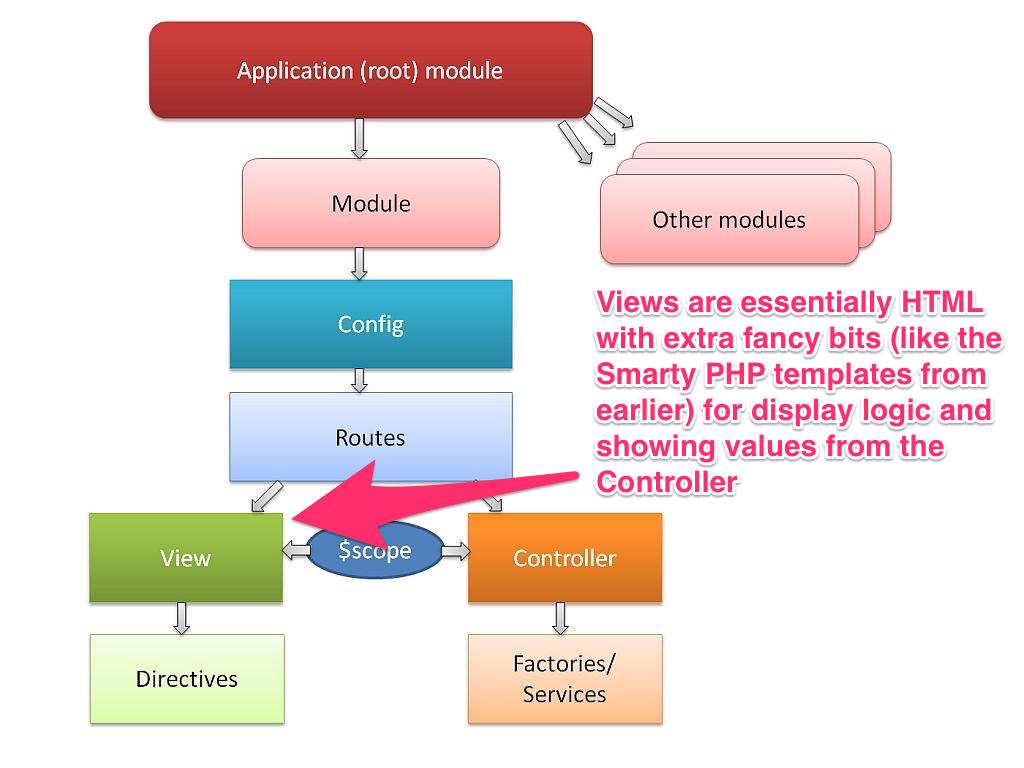 Application (root) module
Module
Other modules
Config
Views are essentially HTML
with extra fancy bits (like the
Smarty PHP templates from
earlier) for display logic and
showing values from the
Controller
Routes
View
$scope
Controller
Directives
Factories/
Services